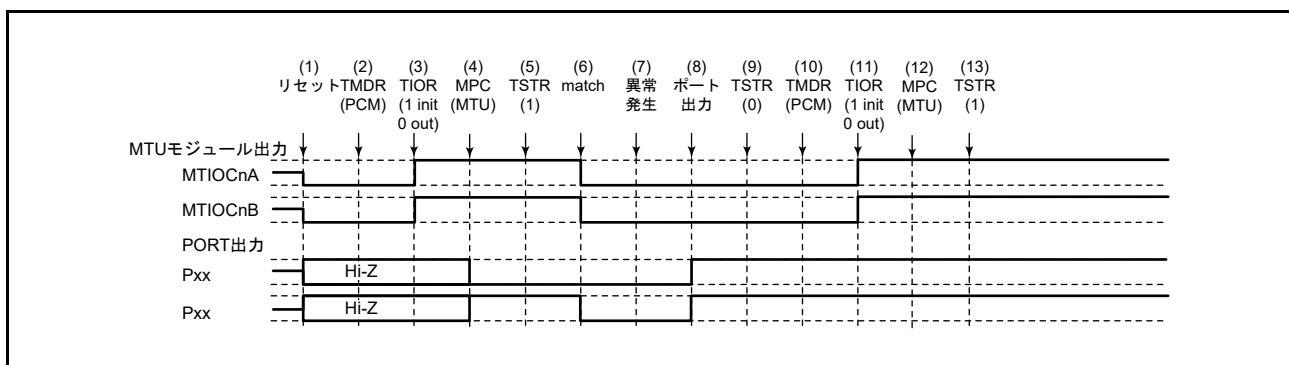 (1) (2) (3) (4) (5) (6) (7) (8) (9) (10) (11) (12) (13)
リセット TMDR TIOR MPC TSTR match 異常 ポート TSTR TMDR TIOR MPC TSTR
(PCM) (1 init (MTU) (1) 発生 出力 (0) (PCM) (1 init (MTU) (1)
0 out) 0 out)
MTUモジュール出力
MTIOCnA
MTIOCnB
PORT出力
Pxx Hi-Z
Pxx Hi-Z